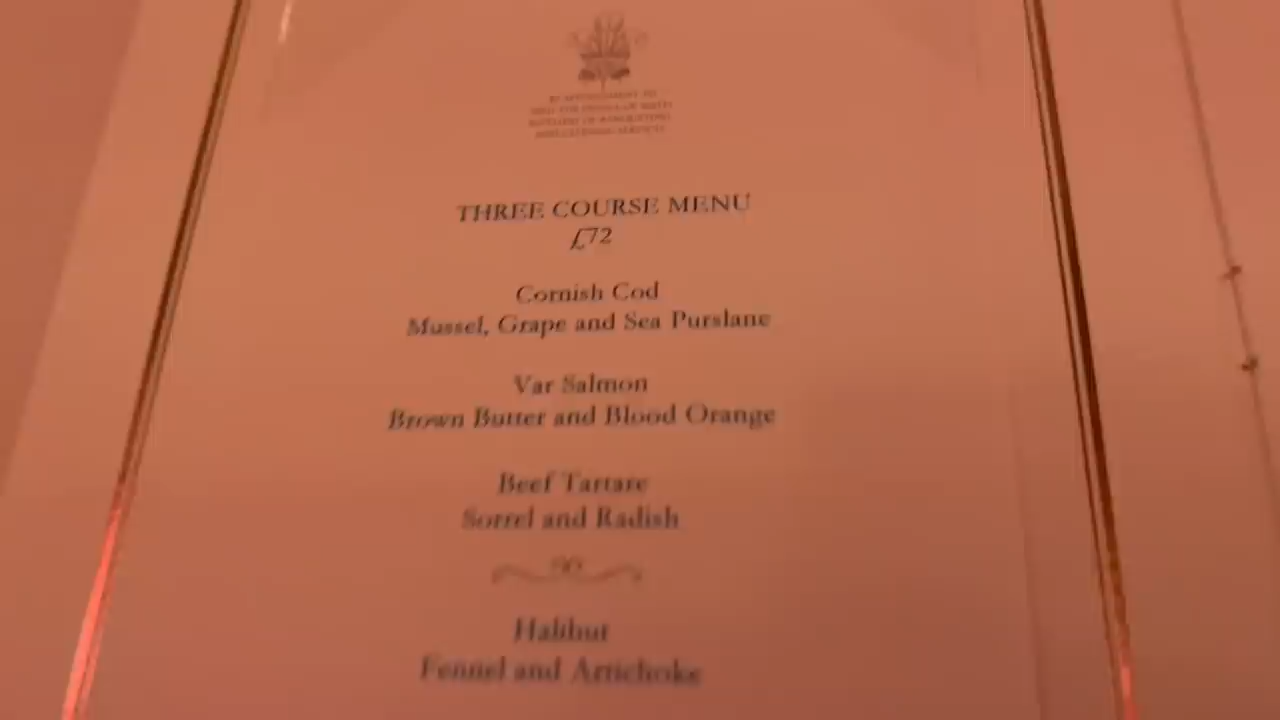 THREE COURSE MENU
£72
Cornish Cod
Mussel, Grape and Sea Purslane
Var Salmon
Brown Butter and Blood Orange
Beef Tartare
Sorrel and Radish
Halibut
Fennel and Artichoke